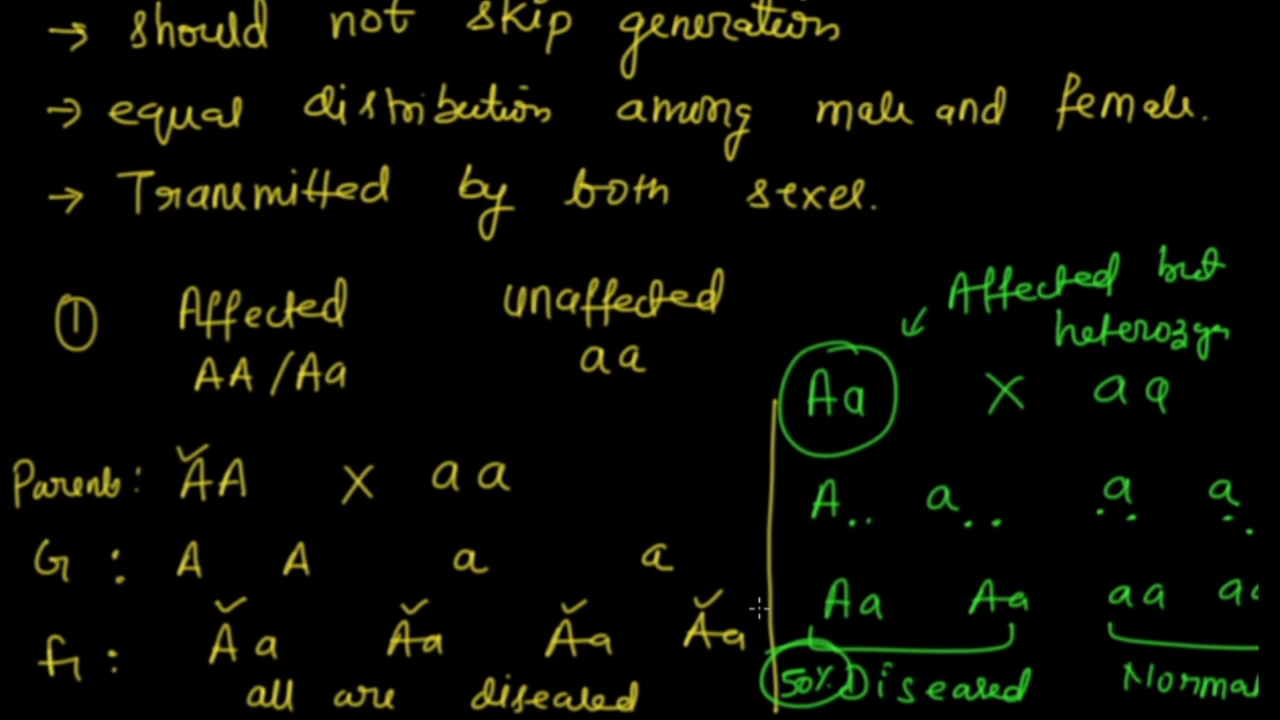 → should not skip generation
→ equal distribution among male and female.
→ Transmitted by both sexes.
① Affected unaffected
AA / Aa aa
Parents: AA X aa
G : A A a a
F1 : Aa Aa Aa Aa
all are diseased
Affected but
heterozyg
Aa X aa
A a a a
Aa Aa aa aa
50% Diseased Normal